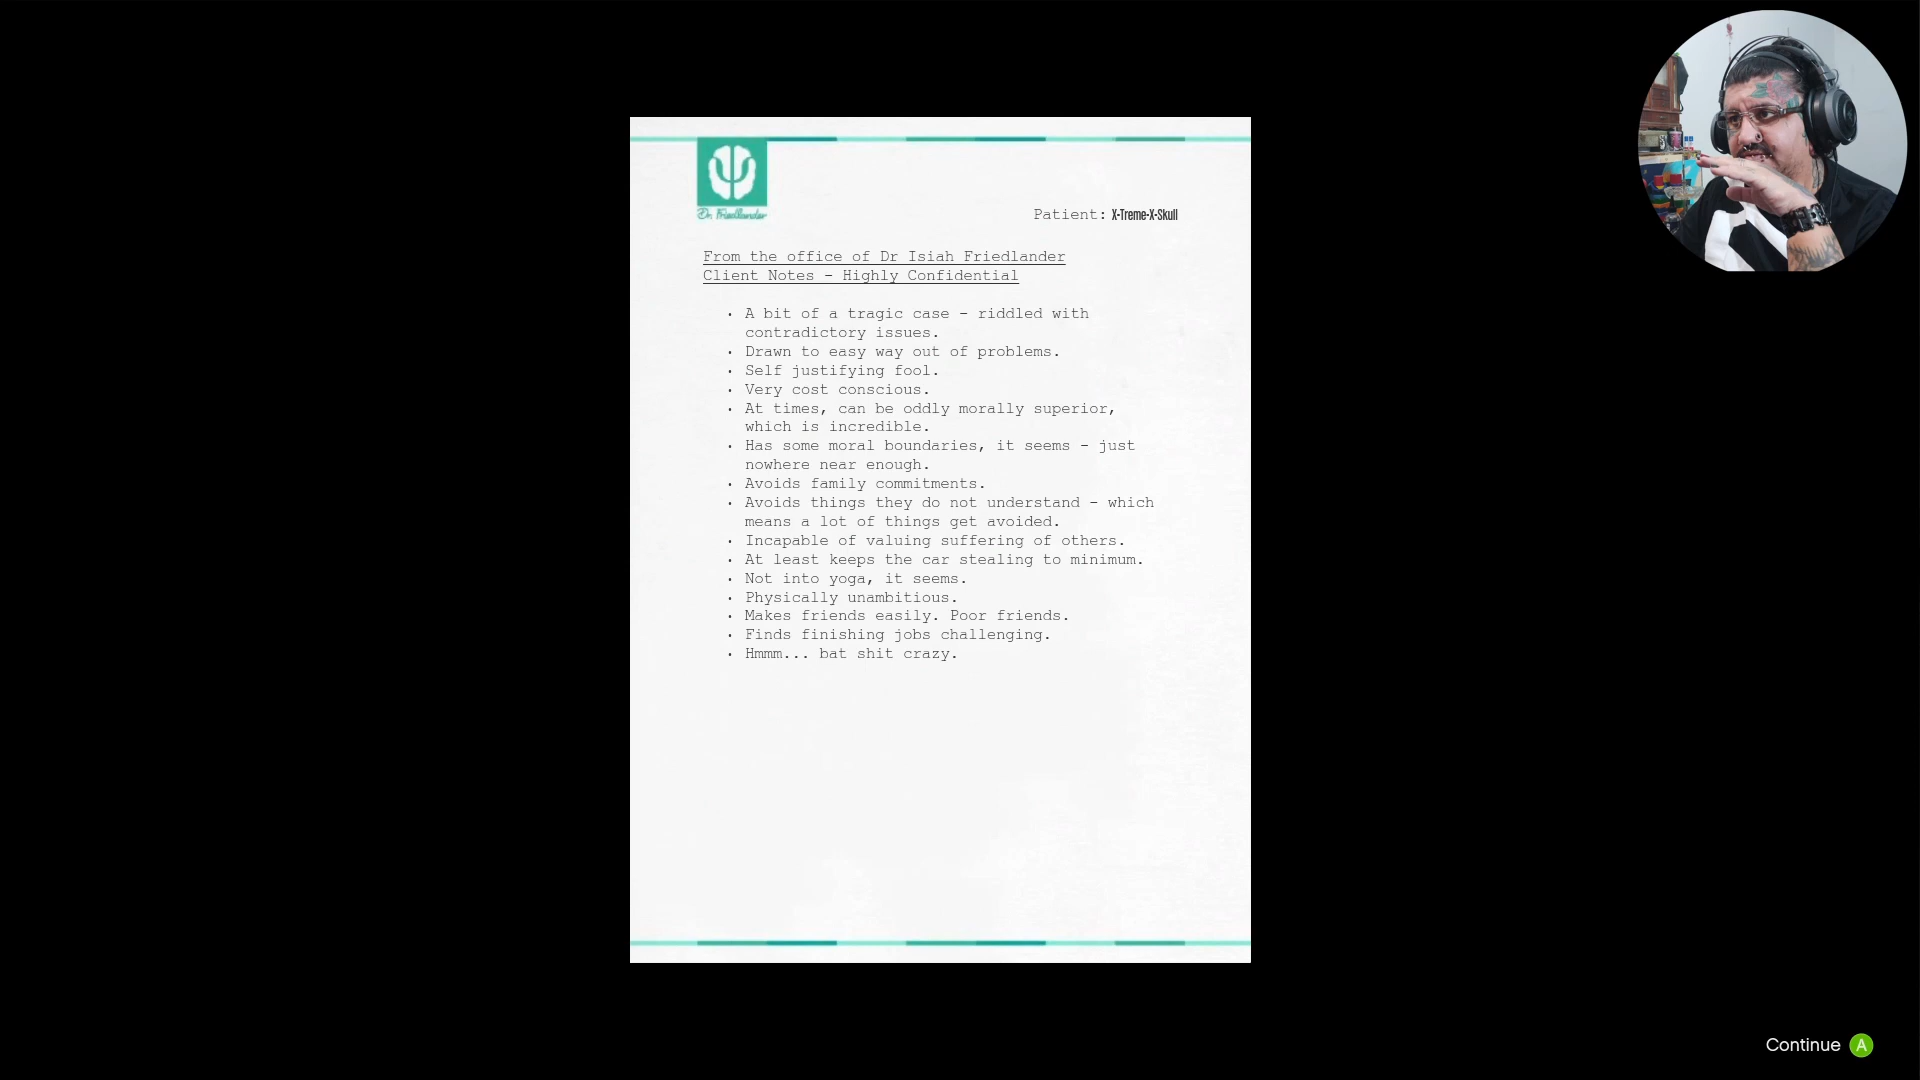 Dr. Friedlander
Patient: X-Treme-X-Skull
From the office of Dr Isiah Friedlander
Client Notes - Highly Confidential
• A bit of a tragic case - riddled with
contradictory issues.
• Drawn to easy way out of problems.
• Self justifying fool.
• Very cost conscious.
• At times, can be oddly morally superior,
which is incredible.
• Has some moral boundaries, it seems - just
nowhere near enough.
• Avoids family commitments.
• Avoids things they do not understand - which
means a lot of things get avoided.
• Incapable of valuing suffering of others.
• At least keeps the car stealing to minimum.
• Not into yoga, it seems.
• Physically unambitious.
• Makes friends easily. Poor friends.
• Finds finishing jobs challenging.
• Hmmm... bat shit crazy.
Continue A